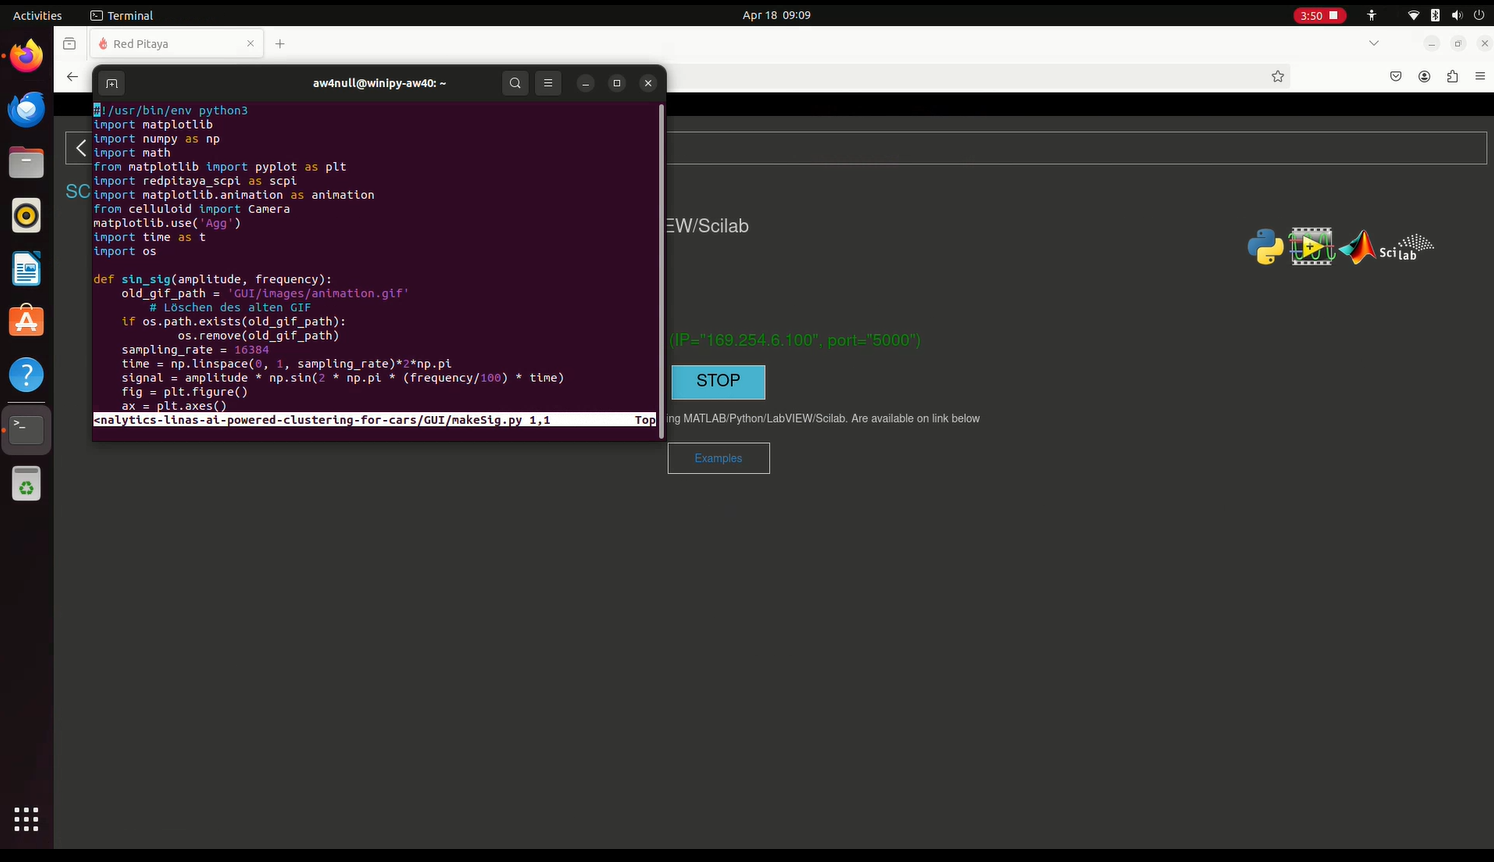 Activities
Terminal
Apr 18 09:09
3:50
Red Pitaya
aw4null@winipy-aw40: ~
#!/usr/bin/env python3
import matplotlib
import numpy as np
import math
from matplotlib import pyplot as plt
import redpitaya_scpi as scpi
import matplotlib.animation as animation
from celluloid import Camera
matplotlib.use('Agg')
import time as t
import os
def sin_sig(amplitude, frequency):
    old_gif_path = 'GUI/images/animation.gif'
        # Löschen des alten GIF
    if os.path.exists(old_gif_path):
            os.remove(old_gif_path)
    sampling_rate = 16384
    time = np.linspace(0, 1, sampling_rate)*2*np.pi
    signal = amplitude * np.sin(2 * np.pi * (frequency/100) * time)
    fig = plt.figure()
    ax = plt.axes()
<nalytics-linas-ai-powered-clustering-for-cars/GUI/makeSig.py 1,1 Top
SC
EW/Scilab
Scilab
(IP="169.254.6.100", port="5000")
STOP
ing MATLAB/Python/LabVIEW/Scilab. Are available on link below
Examples